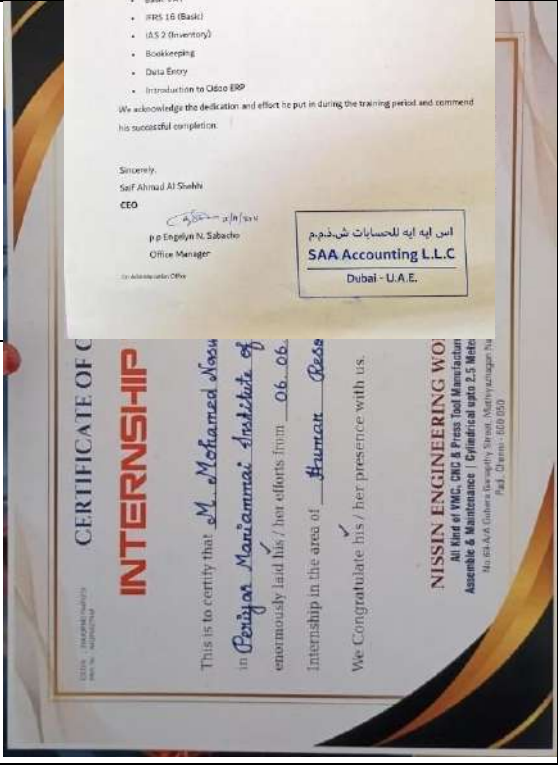 • IFRS 16 (Basic)
• IAS 2 (Inventory)
• Bookkeeping
• Data Entry
• Introduction to Odoo ERP
We acknowledge the dedication and effort he put in during the training period and commend
his successful completion.
Sincerely,
Saif Ahmad Al Shehhi
CEO
p.p Engelyn N. Sabacho
Office Manager
اس ايه ايه للحسابات ش.ذ.م.م
SAA Accounting L.L.C
Dubai - U.A.E.
CERTIFICATE OF C
INTERNSHIP
This is to certify that M. Mohamed Nasu
in Periyar Maniammai Institute of
enormously laid his / her efforts from 06.06.
Internship in the area of Human Reso
We Congratulate his / her presence with us.
NISSIN ENGINEERING WO
All Kind of VMC, CNC & Press Tool Manufactur
Assemble & Maintenance | Cylindrical upto 2.5 Mete
Padi, Chennai - 600 050